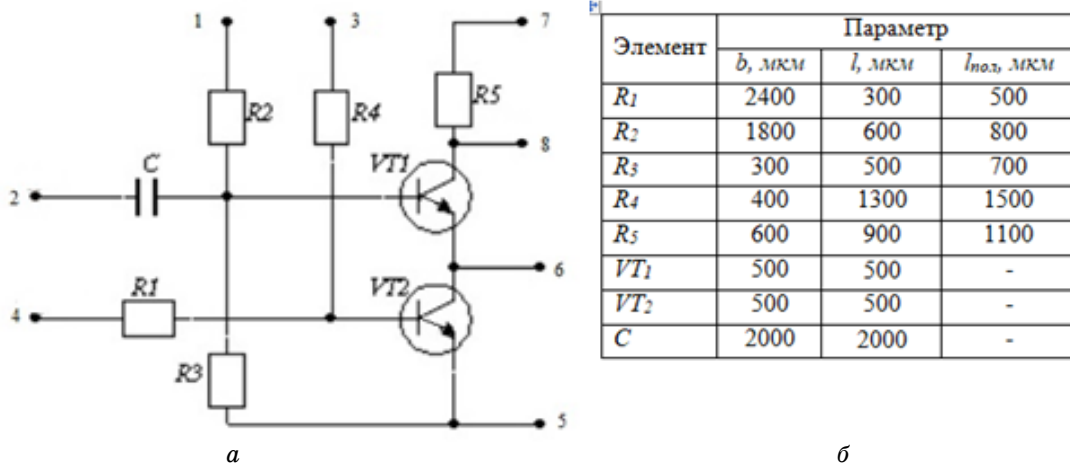 1
3
7
R2
R4
R5
8
C
VT1
2
6
R1
VT2
4
R3
5
а
Элемент Параметр
b, мкм l, мкм lпол, мкм
R1 2400 300 500
R2 1800 600 800
R3 300 500 700
R4 400 1300 1500
R5 600 900 1100
VT1 500 500 -
VT2 500 500 -
C 2000 2000 -
б